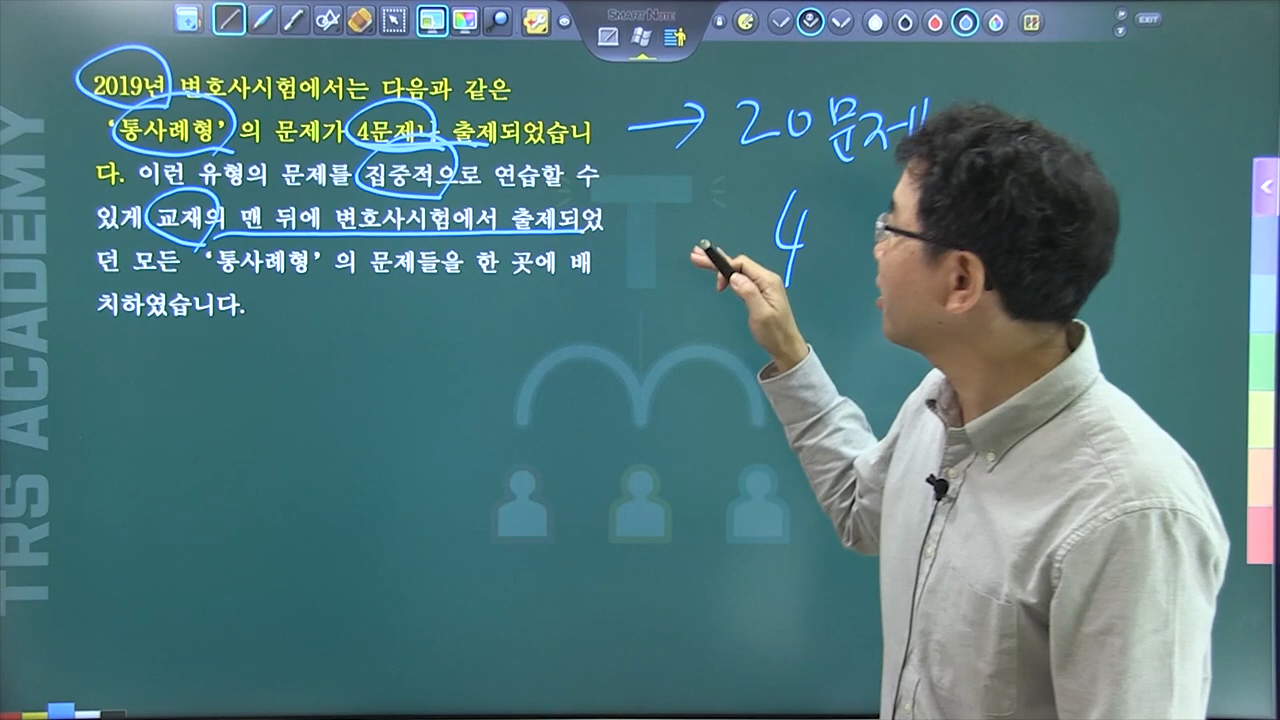 SMART NOTE
EXIT
2019년 변호사시험에서는 다음과 같은
‘통사례형’의 문제가 4문제나 출제되었습니
다. 이런 유형의 문제를 집중적으로 연습할 수
있게 교재의 맨 뒤에 변호사시험에서 출제되었
던 모든 ‘통사례형’의 문제들을 한 곳에 배
치하였습니다.
→ 20문제
4
TRS ACADEMY